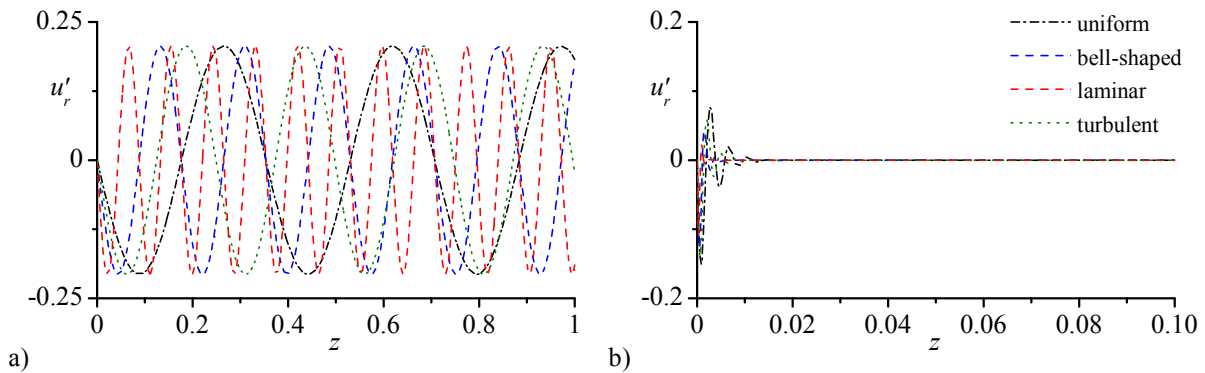 0.25
u'r
0
-0.25
0 0.2 0.4 0.6 0.8 1
z
a)
0.2
u'r
0
-0.2
0 0.02 0.04 0.06 0.08 0.10
z
b)
uniform
bell-shaped
laminar
turbulent